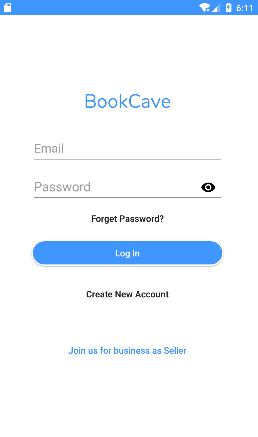 6:11
BookCave
Email
Password
Forget Password?
Log In
Create New Account
Join us for business as Seller